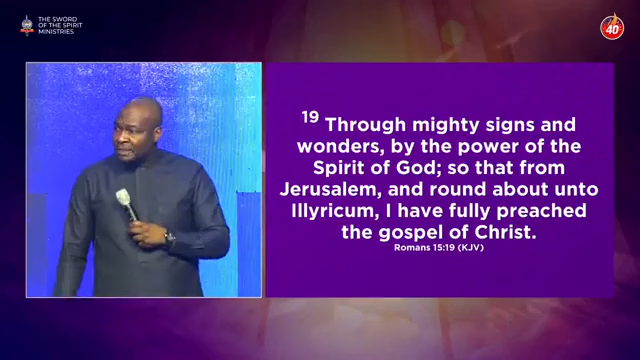 THE SWORD
OF THE SPIRIT
MINISTRIES
40
19 Through mighty signs and
wonders, by the power of the
Spirit of God; so that from
Jerusalem, and round about unto
Illyricum, I have fully preached
the gospel of Christ.
Romans 15:19 (KJV)